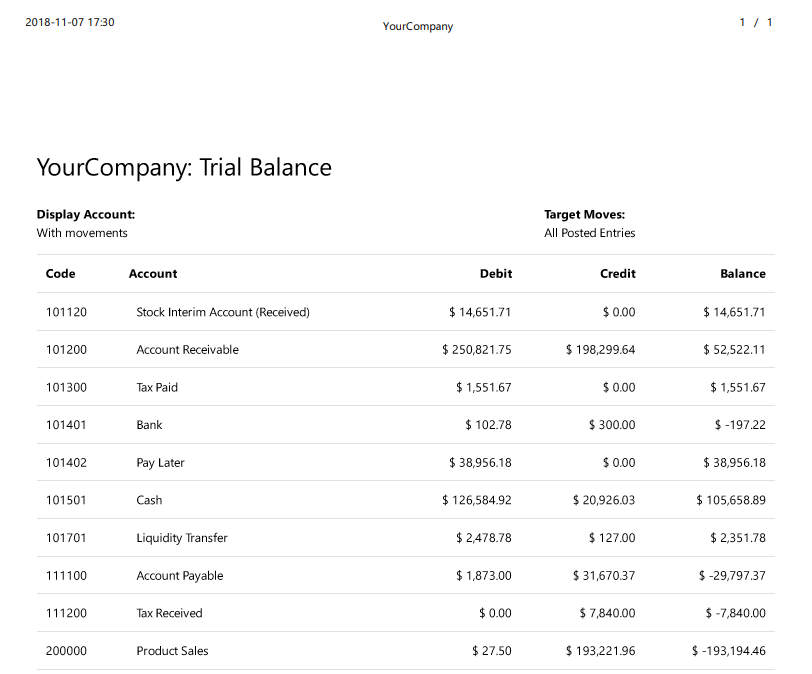 2018-11-07 17:30 YourCompany 1 / 1
YourCompany: Trial Balance
Display Account: Target Moves:
With movements All Posted Entries
Code Account Debit Credit Balance
101120 Stock Interim Account (Received) $ 14,651.71 $ 0.00 $ 14,651.71
101200 Account Receivable $ 250,821.75 $ 198,299.64 $ 52,522.11
101300 Tax Paid $ 1,551.67 $ 0.00 $ 1,551.67
101401 Bank $ 102.78 $ 300.00 $ -197.22
101402 Pay Later $ 38,956.18 $ 0.00 $ 38,956.18
101501 Cash $ 126,584.92 $ 20,926.03 $ 105,658.89
101701 Liquidity Transfer $ 2,478.78 $ 127.00 $ 2,351.78
111100 Account Payable $ 1,873.00 $ 31,670.37 $ -29,797.37
111200 Tax Received $ 0.00 $ 7,840.00 $ -7,840.00
200000 Product Sales $ 27.50 $ 193,221.96 $ -193,194.46